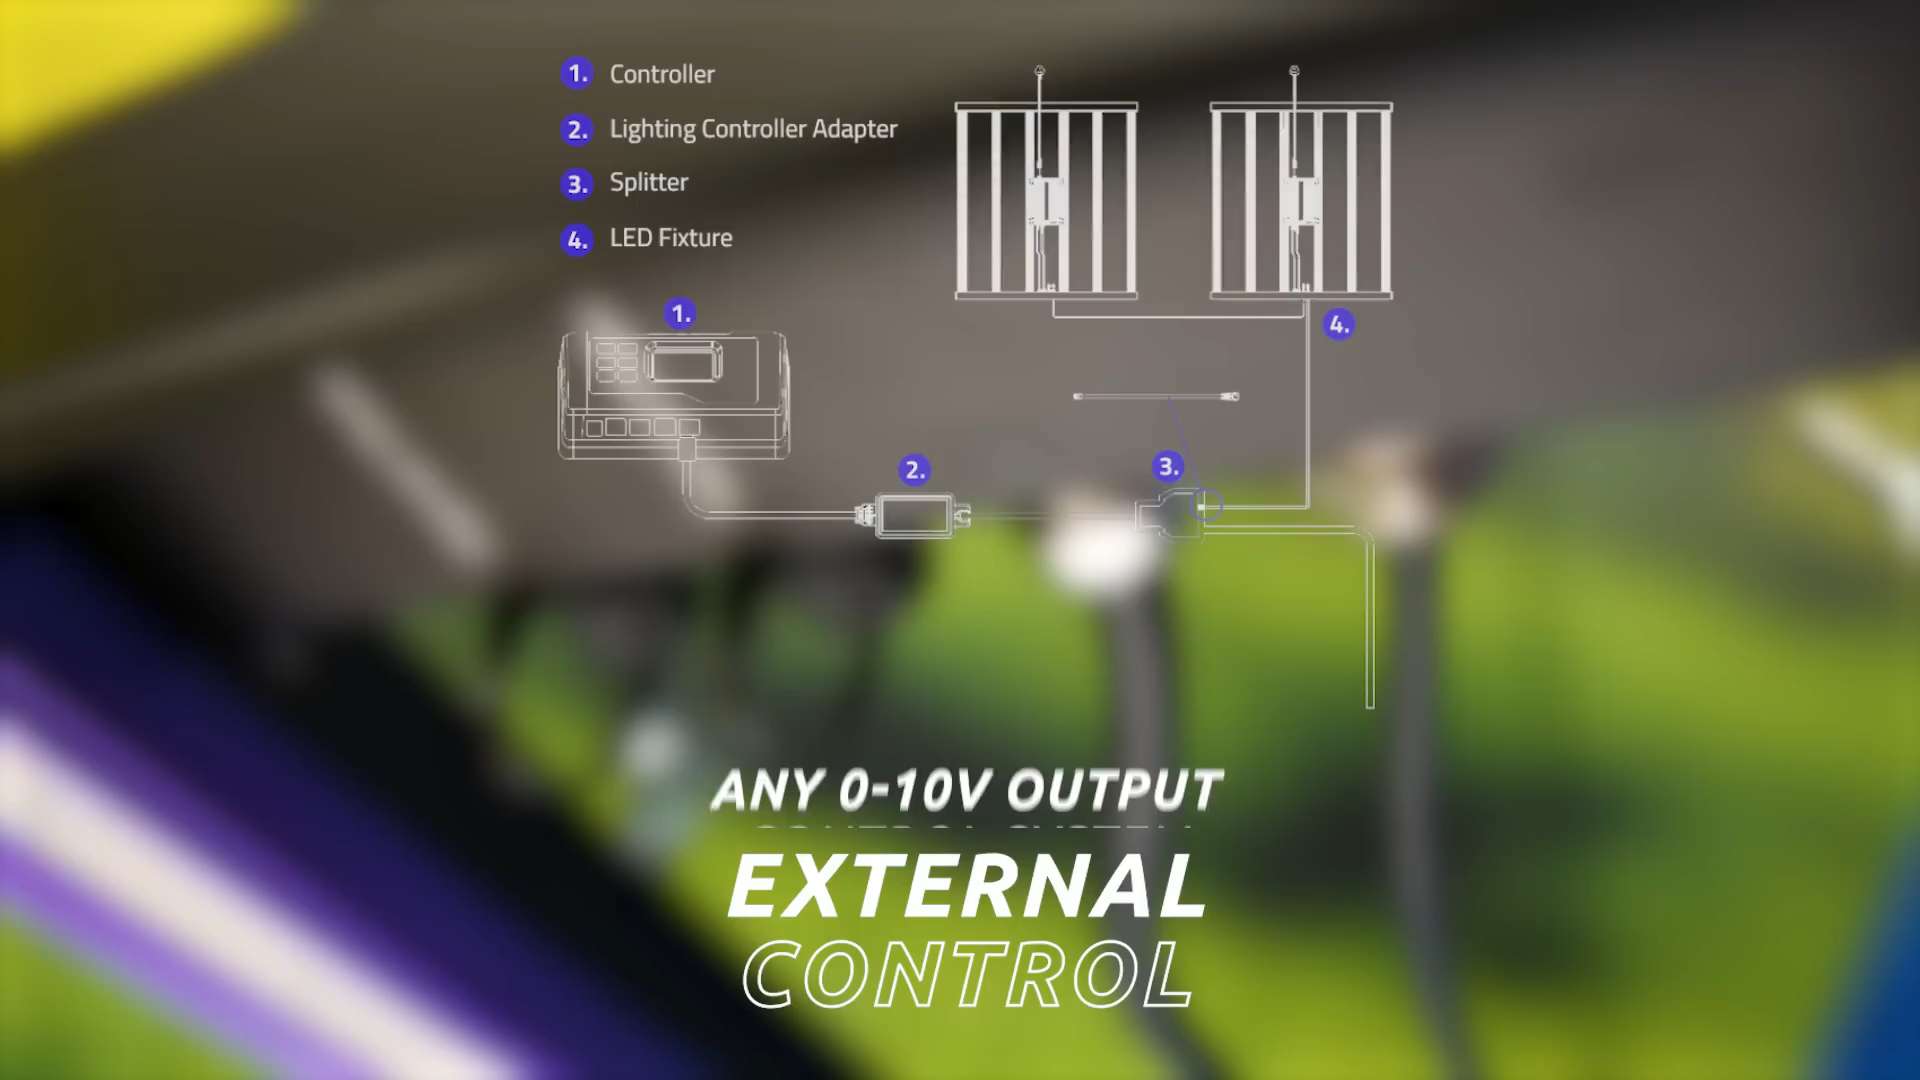 1. Controller
2. Lighting Controller Adapter
3. Splitter
4. LED Fixture
1.
4.
2.
3.
ANY 0-10V OUTPUT
EXTERNAL
CONTROL